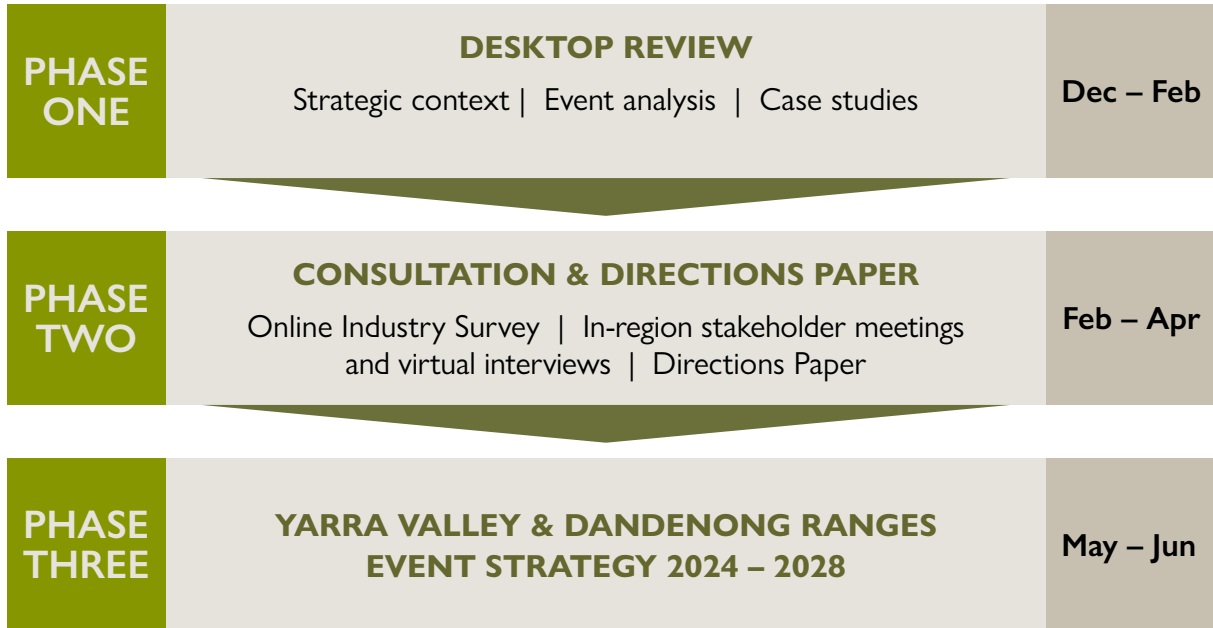 PHASE
ONE
DESKTOP REVIEW
Strategic context | Event analysis | Case studies
Dec – Feb
PHASE
TWO
CONSULTATION & DIRECTIONS PAPER
Online Industry Survey | In-region stakeholder meetings
and virtual interviews | Directions Paper
Feb – Apr
PHASE
THREE
YARRA VALLEY & DANDENONG RANGES
EVENT STRATEGY 2024 – 2028
May – Jun